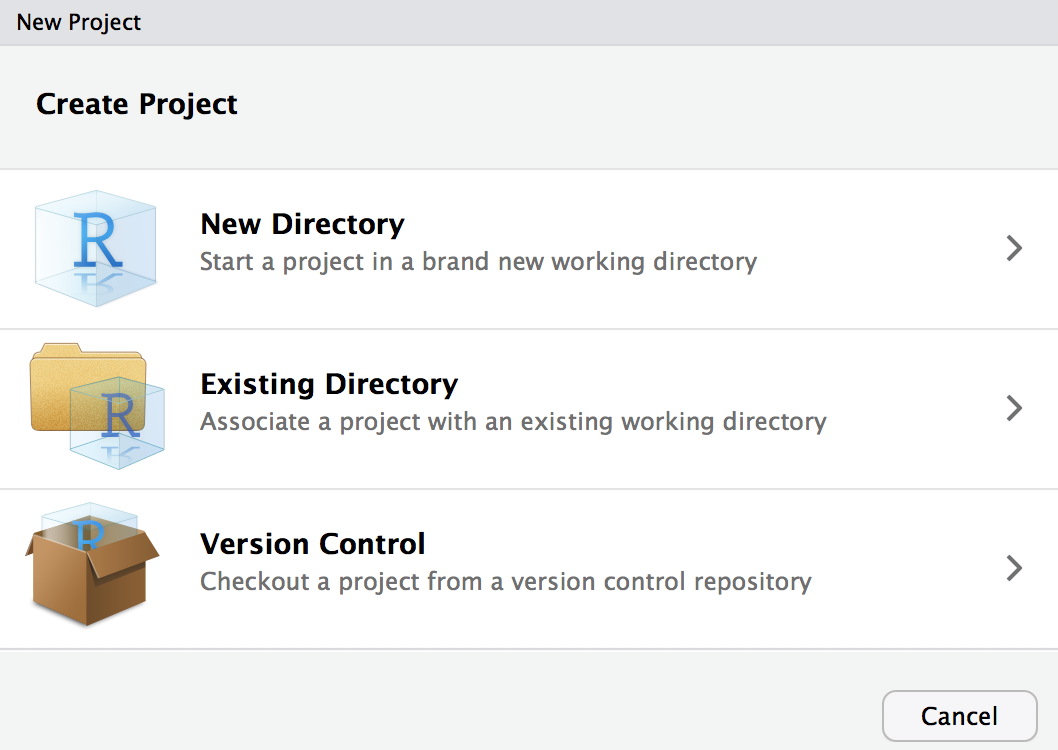 New Project
Create Project
R
New Directory
Start a project in a brand new working directory
R
Existing Directory
Associate a project with an existing working directory
R
Version Control
Checkout a project from a version control repository
Cancel